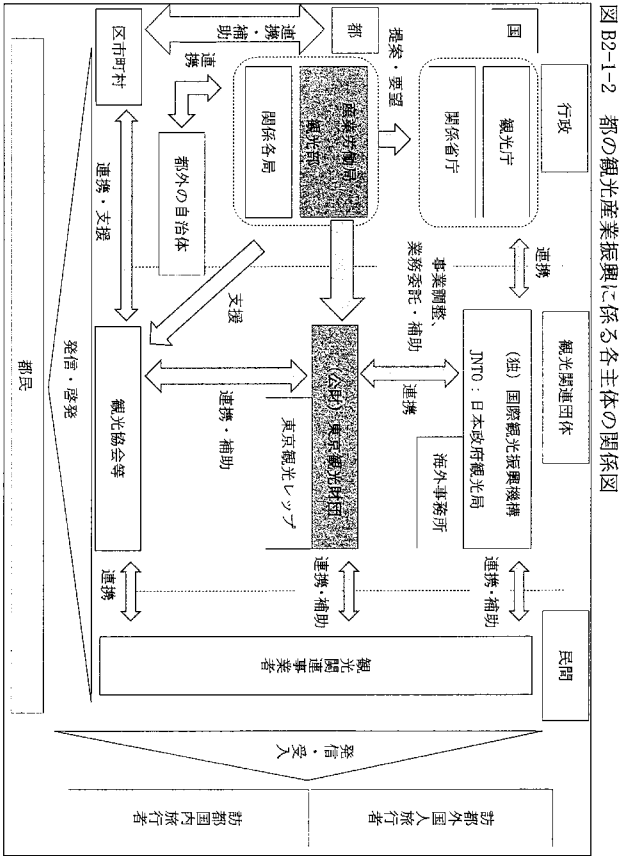 図 B2-1-2 都の観光産業振興に係る各主体の関係図
行政
観光関連団体
民間
国
観光庁
関係省庁
連携
(独)国際観光振興機構
JNTO:日本政府観光局
海外事務所
連携・補助
提案・要望
事業調整、
業務委託・補助
連携
都
産業労働局
観光部
関係各局
(公財)東京観光財団
東京観光レップ
連携・補助
観光関連事業者
連携・補助
連携
都外の自治体
支援
連携・補助
区市町村
連携・支援
観光協会等
連携
発信・啓発
都民
発信・受入
訪都外国人旅行者
訪都国内旅行者